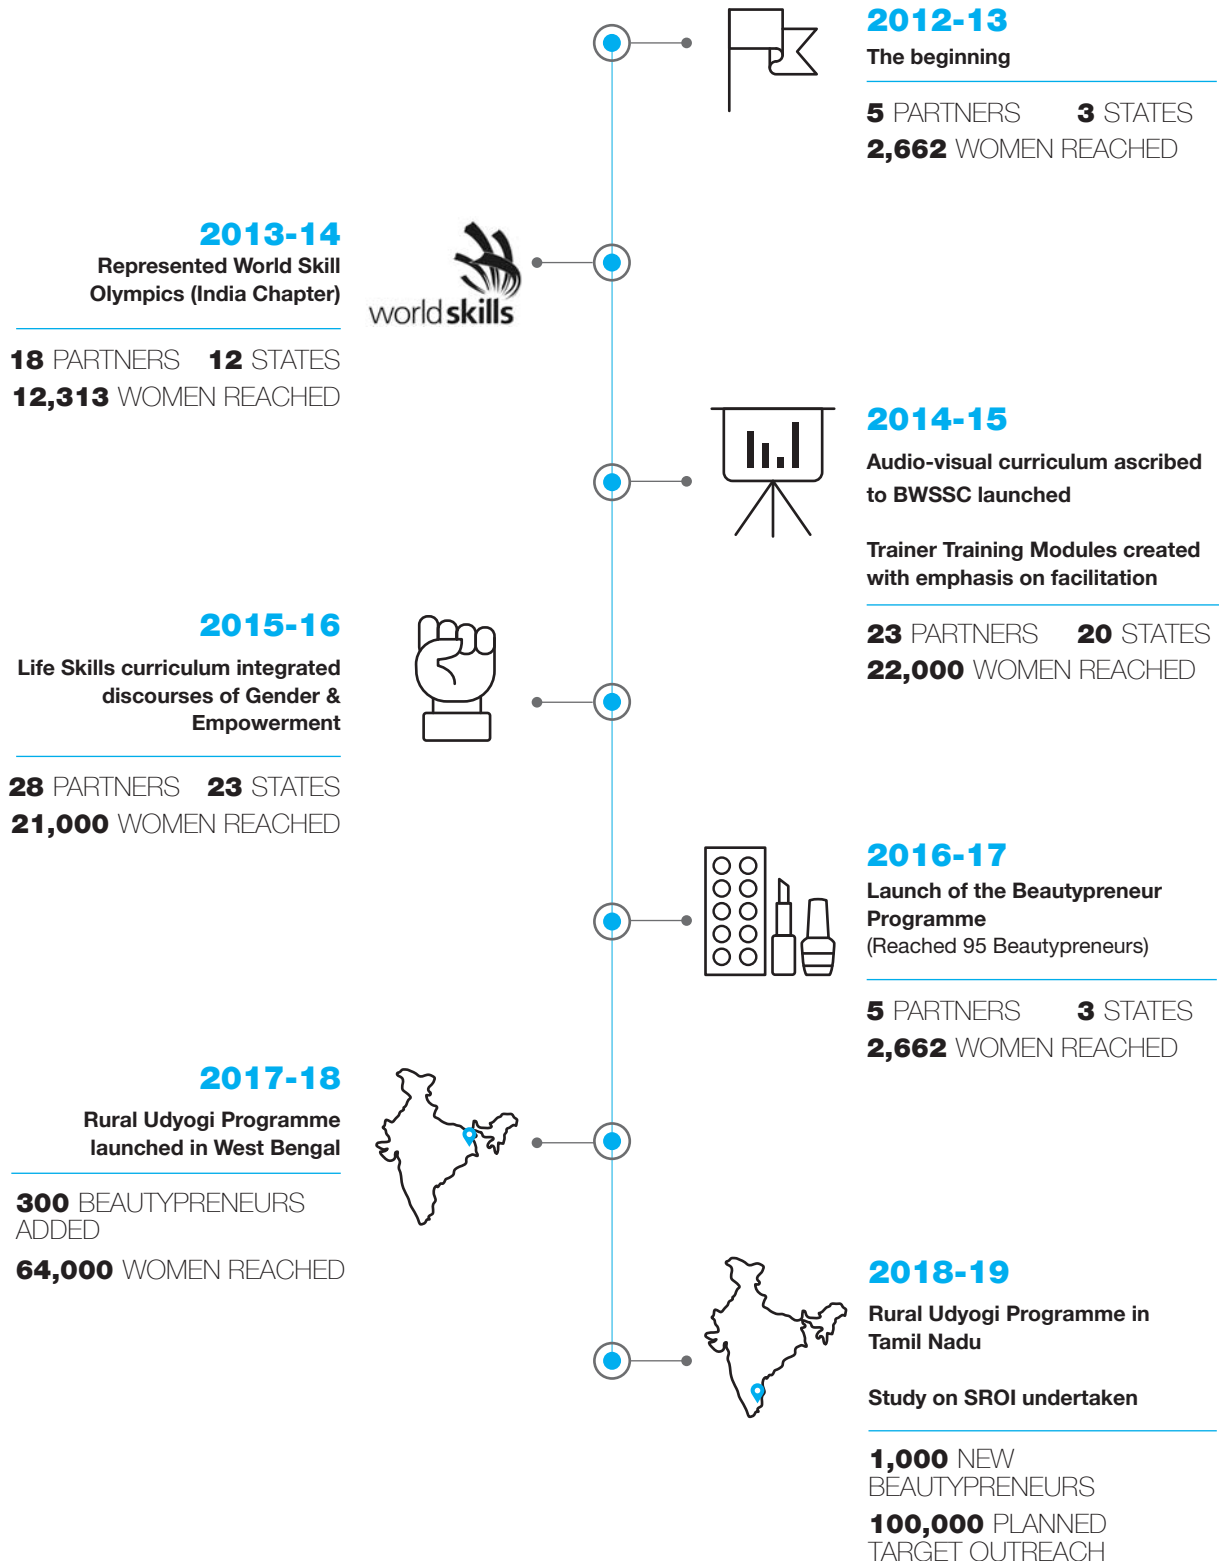 2012-13
The beginning
5 PARTNERS 3 STATES
2,662 WOMEN REACHED
2013-14
Represented World Skill
Olympics (India Chapter)
worldskills
18 PARTNERS 12 STATES
12,313 WOMEN REACHED
2014-15
Audio-visual curriculum ascribed
to BWSSC launched
Trainer Training Modules created
with emphasis on facilitation
23 PARTNERS 20 STATES
22,000 WOMEN REACHED
2015-16
Life Skills curriculum integrated
discourses of Gender &
Empowerment
28 PARTNERS 23 STATES
21,000 WOMEN REACHED
2016-17
Launch of the Beautypreneur
Programme
(Reached 95 Beautypreneurs)
5 PARTNERS 3 STATES
2,662 WOMEN REACHED
2017-18
Rural Udyogi Programme
launched in West Bengal
300 BEAUTYPRENEURS
ADDED
64,000 WOMEN REACHED
2018-19
Rural Udyogi Programme in
Tamil Nadu
Study on SROI undertaken
1,000 NEW
BEAUTYPRENEURS
100,000 PLANNED
TARGET OUTREACH